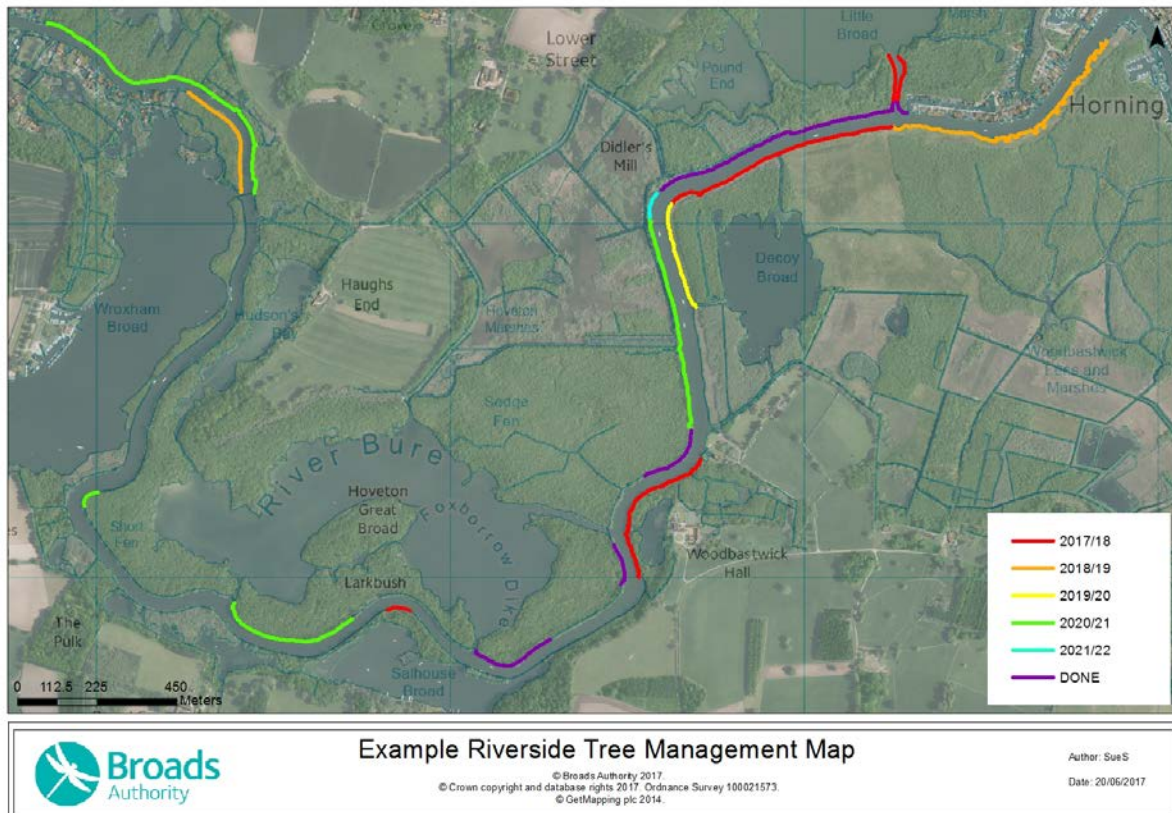 Lower
Street
Little
Broad
Marsh
Pound
End
Horning
Didler's
Mill
Decoy
Broad
Haughs
End
Wroxham
Broad
Hudson's
Bay
Hoveton
Marshes
Woodbastwick
Fens and
Marshes
Sedge
Fen
River Bure
Hoveton
Great
Broad
Foxborrow Dike
Short
Fen
Woodbastwick
Hall
Larkbush
The
Pulk
Salhouse
Broad
0 112.5 225 450
Meters
2017/18
2018/19
2019/20
2020/21
2021/22
DONE
Broads
Authority
Example Riverside Tree Management Map
© Broads Authority 2017.
© Crown copyright and database rights 2017. Ordnance Survey 100021573.
© GetMapping plc 2014.
Author: SueS
Date: 20/06/2017